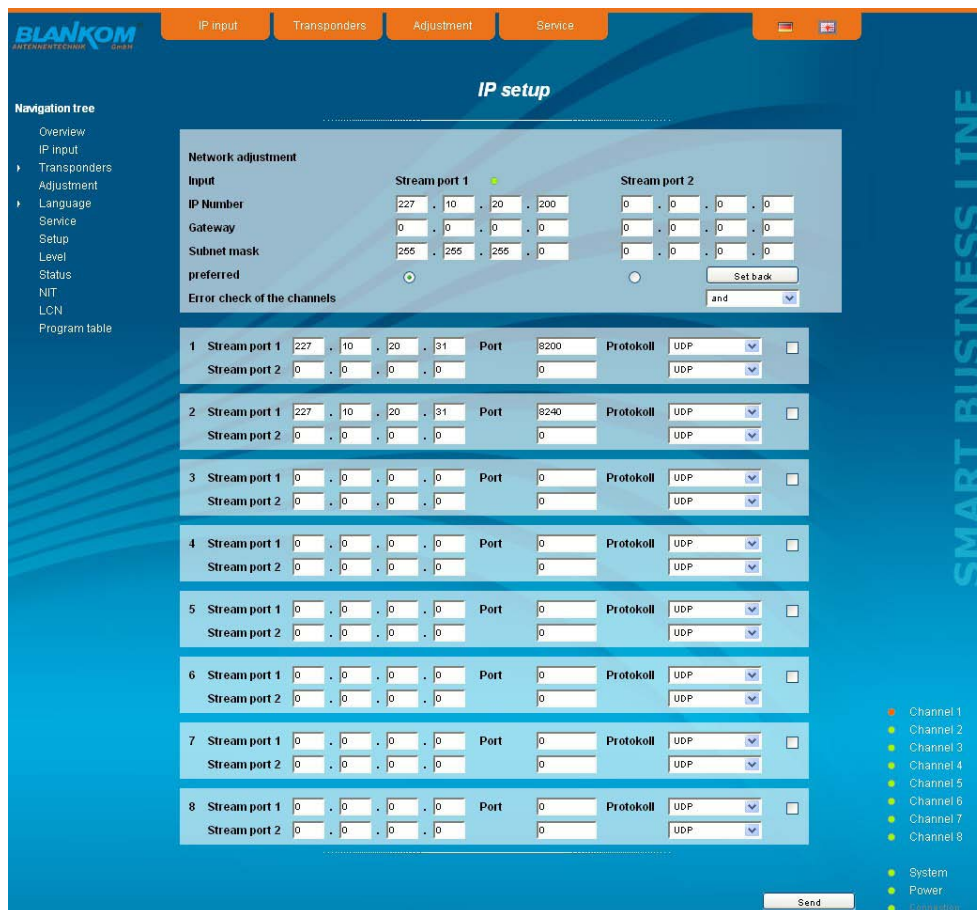 BLANKOM
ANTENNENTECHNIK GmbH
IP input Transponders Adjustment Service
IP setup
Navigation tree
Overview
IP input
Transponders
Adjustment
Language
Service
Setup
Level
Status
NIT
LCN
Program table
Network adjustment
Input Stream port 1 Stream port 2
IP Number 227 . 10 . 20 . 200 0 . 0 . 0 . 0
Gateway 0 . 0 . 0 . 0 0 . 0 . 0 . 0
Subnet mask 255 . 255 . 255 . 0 0 . 0 . 0 . 0
preferred Set back
Error check of the channels and
1 Stream port 1 227 . 10 . 20 . 31 Port 8200 Protokoll UDP
Stream port 2 0 . 0 . 0 . 0 0 UDP
2 Stream port 1 227 . 10 . 20 . 31 Port 8240 Protokoll UDP
Stream port 2 0 . 0 . 0 . 0 0 UDP
3 Stream port 1 0 . 0 . 0 . 0 Port 0 Protokoll UDP
Stream port 2 0 . 0 . 0 . 0 0 UDP
4 Stream port 1 0 . 0 . 0 . 0 Port 0 Protokoll UDP
Stream port 2 0 . 0 . 0 . 0 0 UDP
5 Stream port 1 0 . 0 . 0 . 0 Port 0 Protokoll UDP
Stream port 2 0 . 0 . 0 . 0 0 UDP
6 Stream port 1 0 . 0 . 0 . 0 Port 0 Protokoll UDP
Stream port 2 0 . 0 . 0 . 0 0 UDP
7 Stream port 1 0 . 0 . 0 . 0 Port 0 Protokoll UDP
Stream port 2 0 . 0 . 0 . 0 0 UDP
8 Stream port 1 0 . 0 . 0 . 0 Port 0 Protokoll UDP
Stream port 2 0 . 0 . 0 . 0 0 UDP
Send
SMART BUSINESS LINE
Channel 1
Channel 2
Channel 3
Channel 4
Channel 5
Channel 6
Channel 7
Channel 8
System
Power
Connection